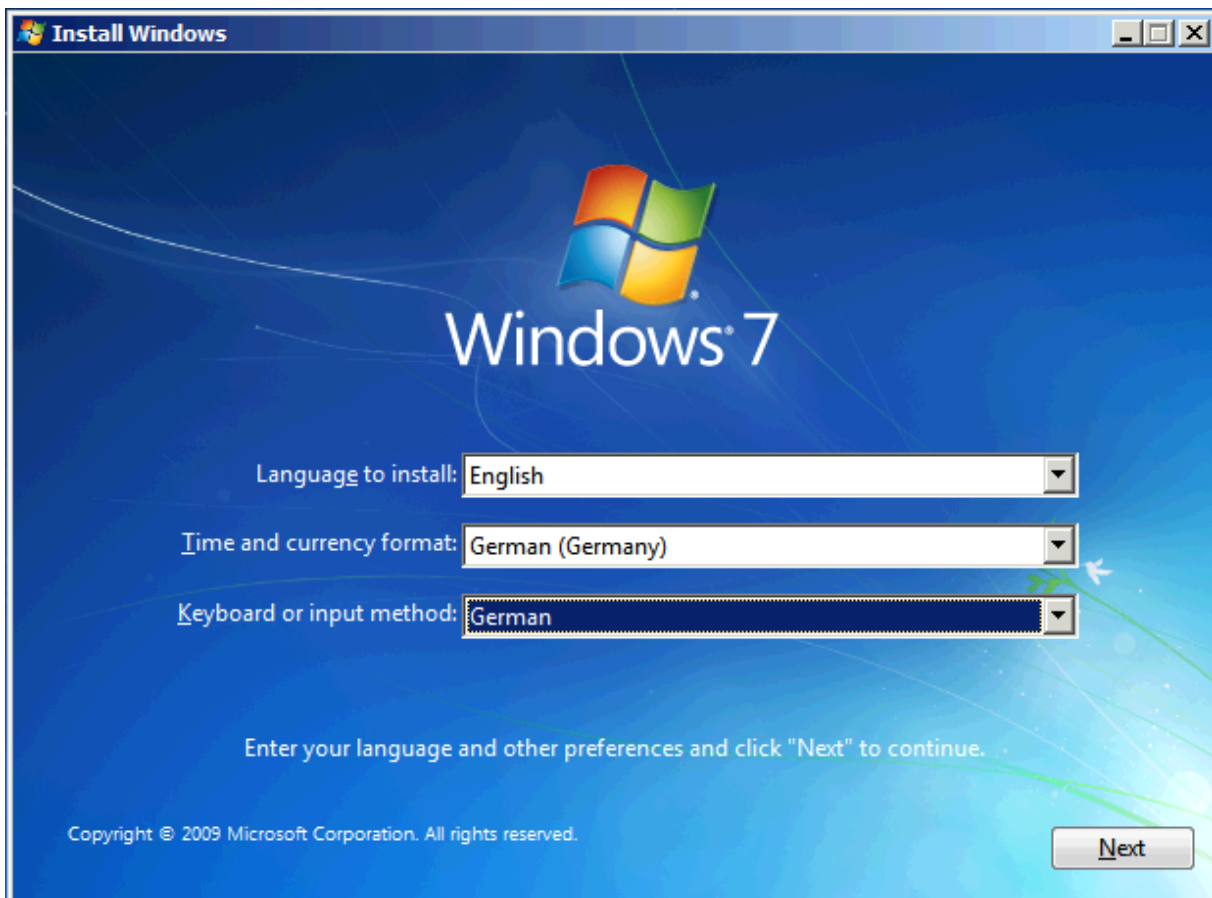 Install Windows
Windows® 7
Language to install: English
Time and currency format: German (Germany)
Keyboard or input method: German
Enter your language and other preferences and click "Next" to continue.
Copyright © 2009 Microsoft Corporation. All rights reserved.
Next